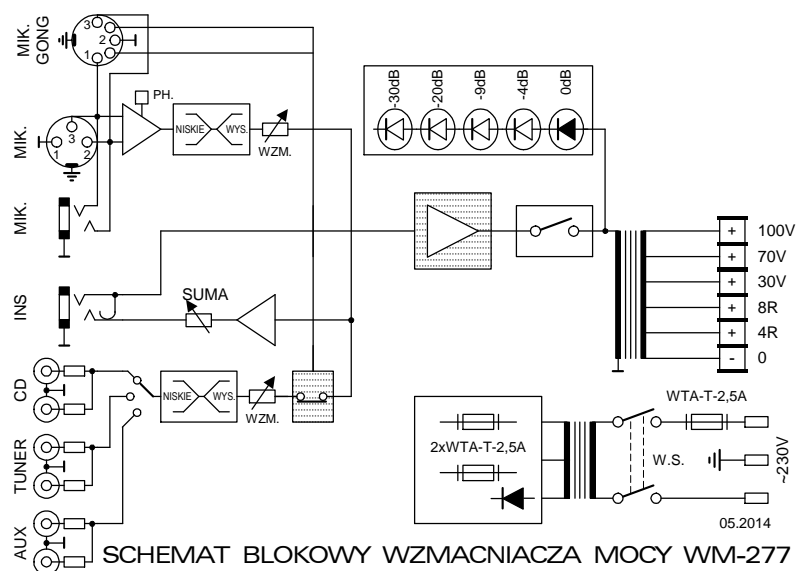 MIK. GONG
3
2
1
MIK.
3
1
2
PH.
NISKIE
WYS.
WZM.
-30dB
-20dB
-9dB
-4dB
0dB
MIK.
INS
SUMA
+ 100V
+ 70V
+ 30V
+ 8R
+ 4R
- 0
CD
NISKIE
WYS.
WZM.
TUNER
AUX
2xWTA-T-2,5A
WTA-T-2,5A
W.S.
~230V
05.2014
SCHEMAT BLOKOWY WZMACNIACZA MOCY WM-277